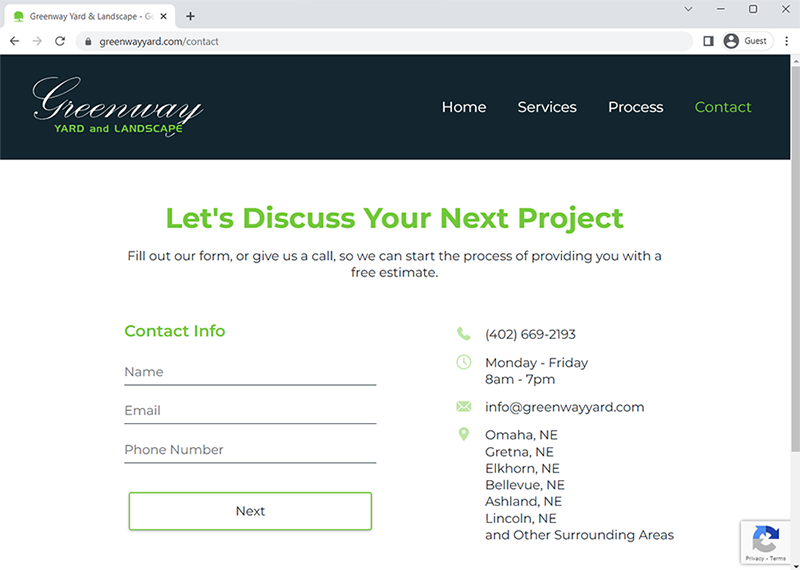 Greenway Yard & Landscape - G
greenwayyard.com/contact
Guest
Greenway
YARD and LANDSCAPE
Home
Services
Process
Contact
Let's Discuss Your Next Project
Fill out our form, or give us a call, so we can start the process of providing you with a
free estimate.
Contact Info
Name
Email
Phone Number
Next
(402) 669-2193
Monday - Friday
8am - 7pm
info@greenwayyard.com
Omaha, NE
Gretna, NE
Elkhorn, NE
Bellevue, NE
Ashland, NE
Lincoln, NE
and Other Surrounding Areas
Privacy - Terms